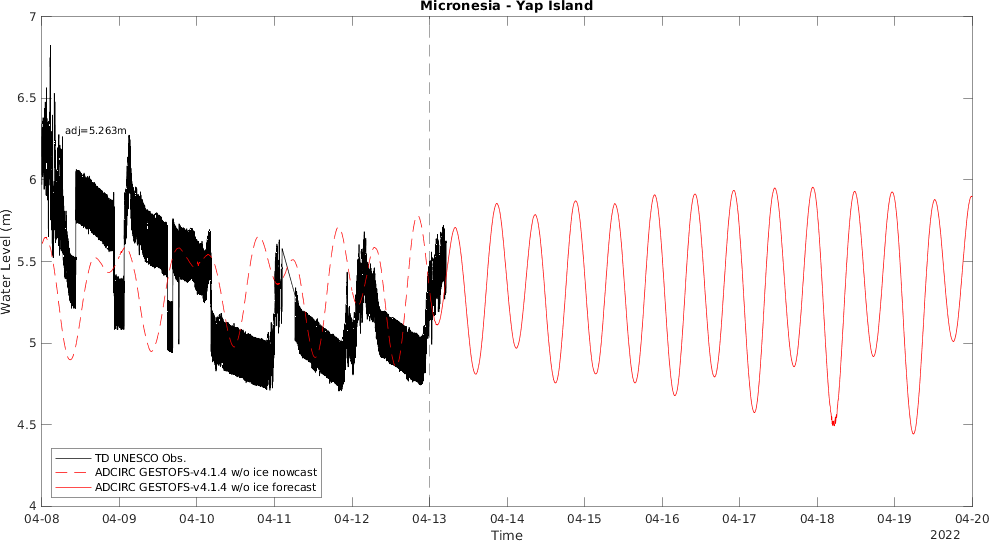 Micronesia - Yap Island
7
6.5
6
5.5
5
4.5
4
Water Level (m)
adj=5.263m
TD UNESCO Obs.
ADCIRC GESTOFS-v4.1.4 w/o ice nowcast
ADCIRC GESTOFS-v4.1.4 w/o ice forecast
04-08 04-09 04-10 04-11 04-12 04-13 04-14 04-15 04-16 04-17 04-18 04-19 04-20
Time
2022